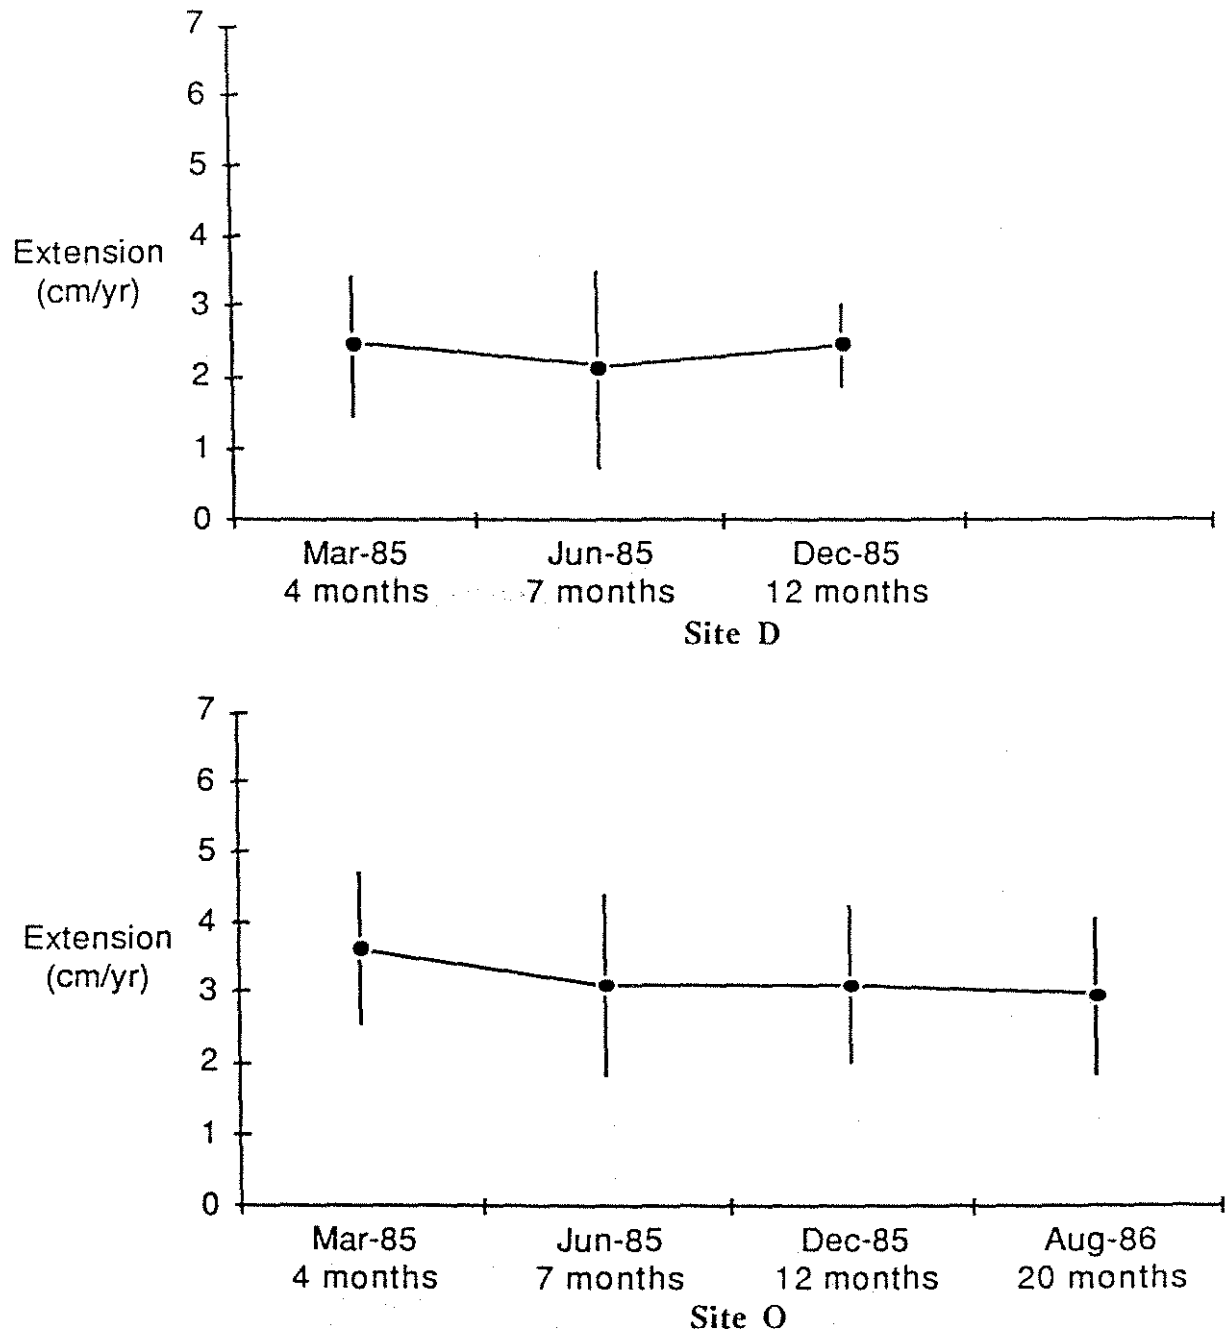 7
6
5
4
Extension
(cm/yr)
3
2
1
0
Mar-85 Jun-85 Dec-85
4 months 7 months 12 months
Site D
7
6
5
4
Extension
(cm/yr)
3
2
1
0
Mar-85 Jun-85 Dec-85 Aug-86
4 months 7 months 12 months 20 months
Site O